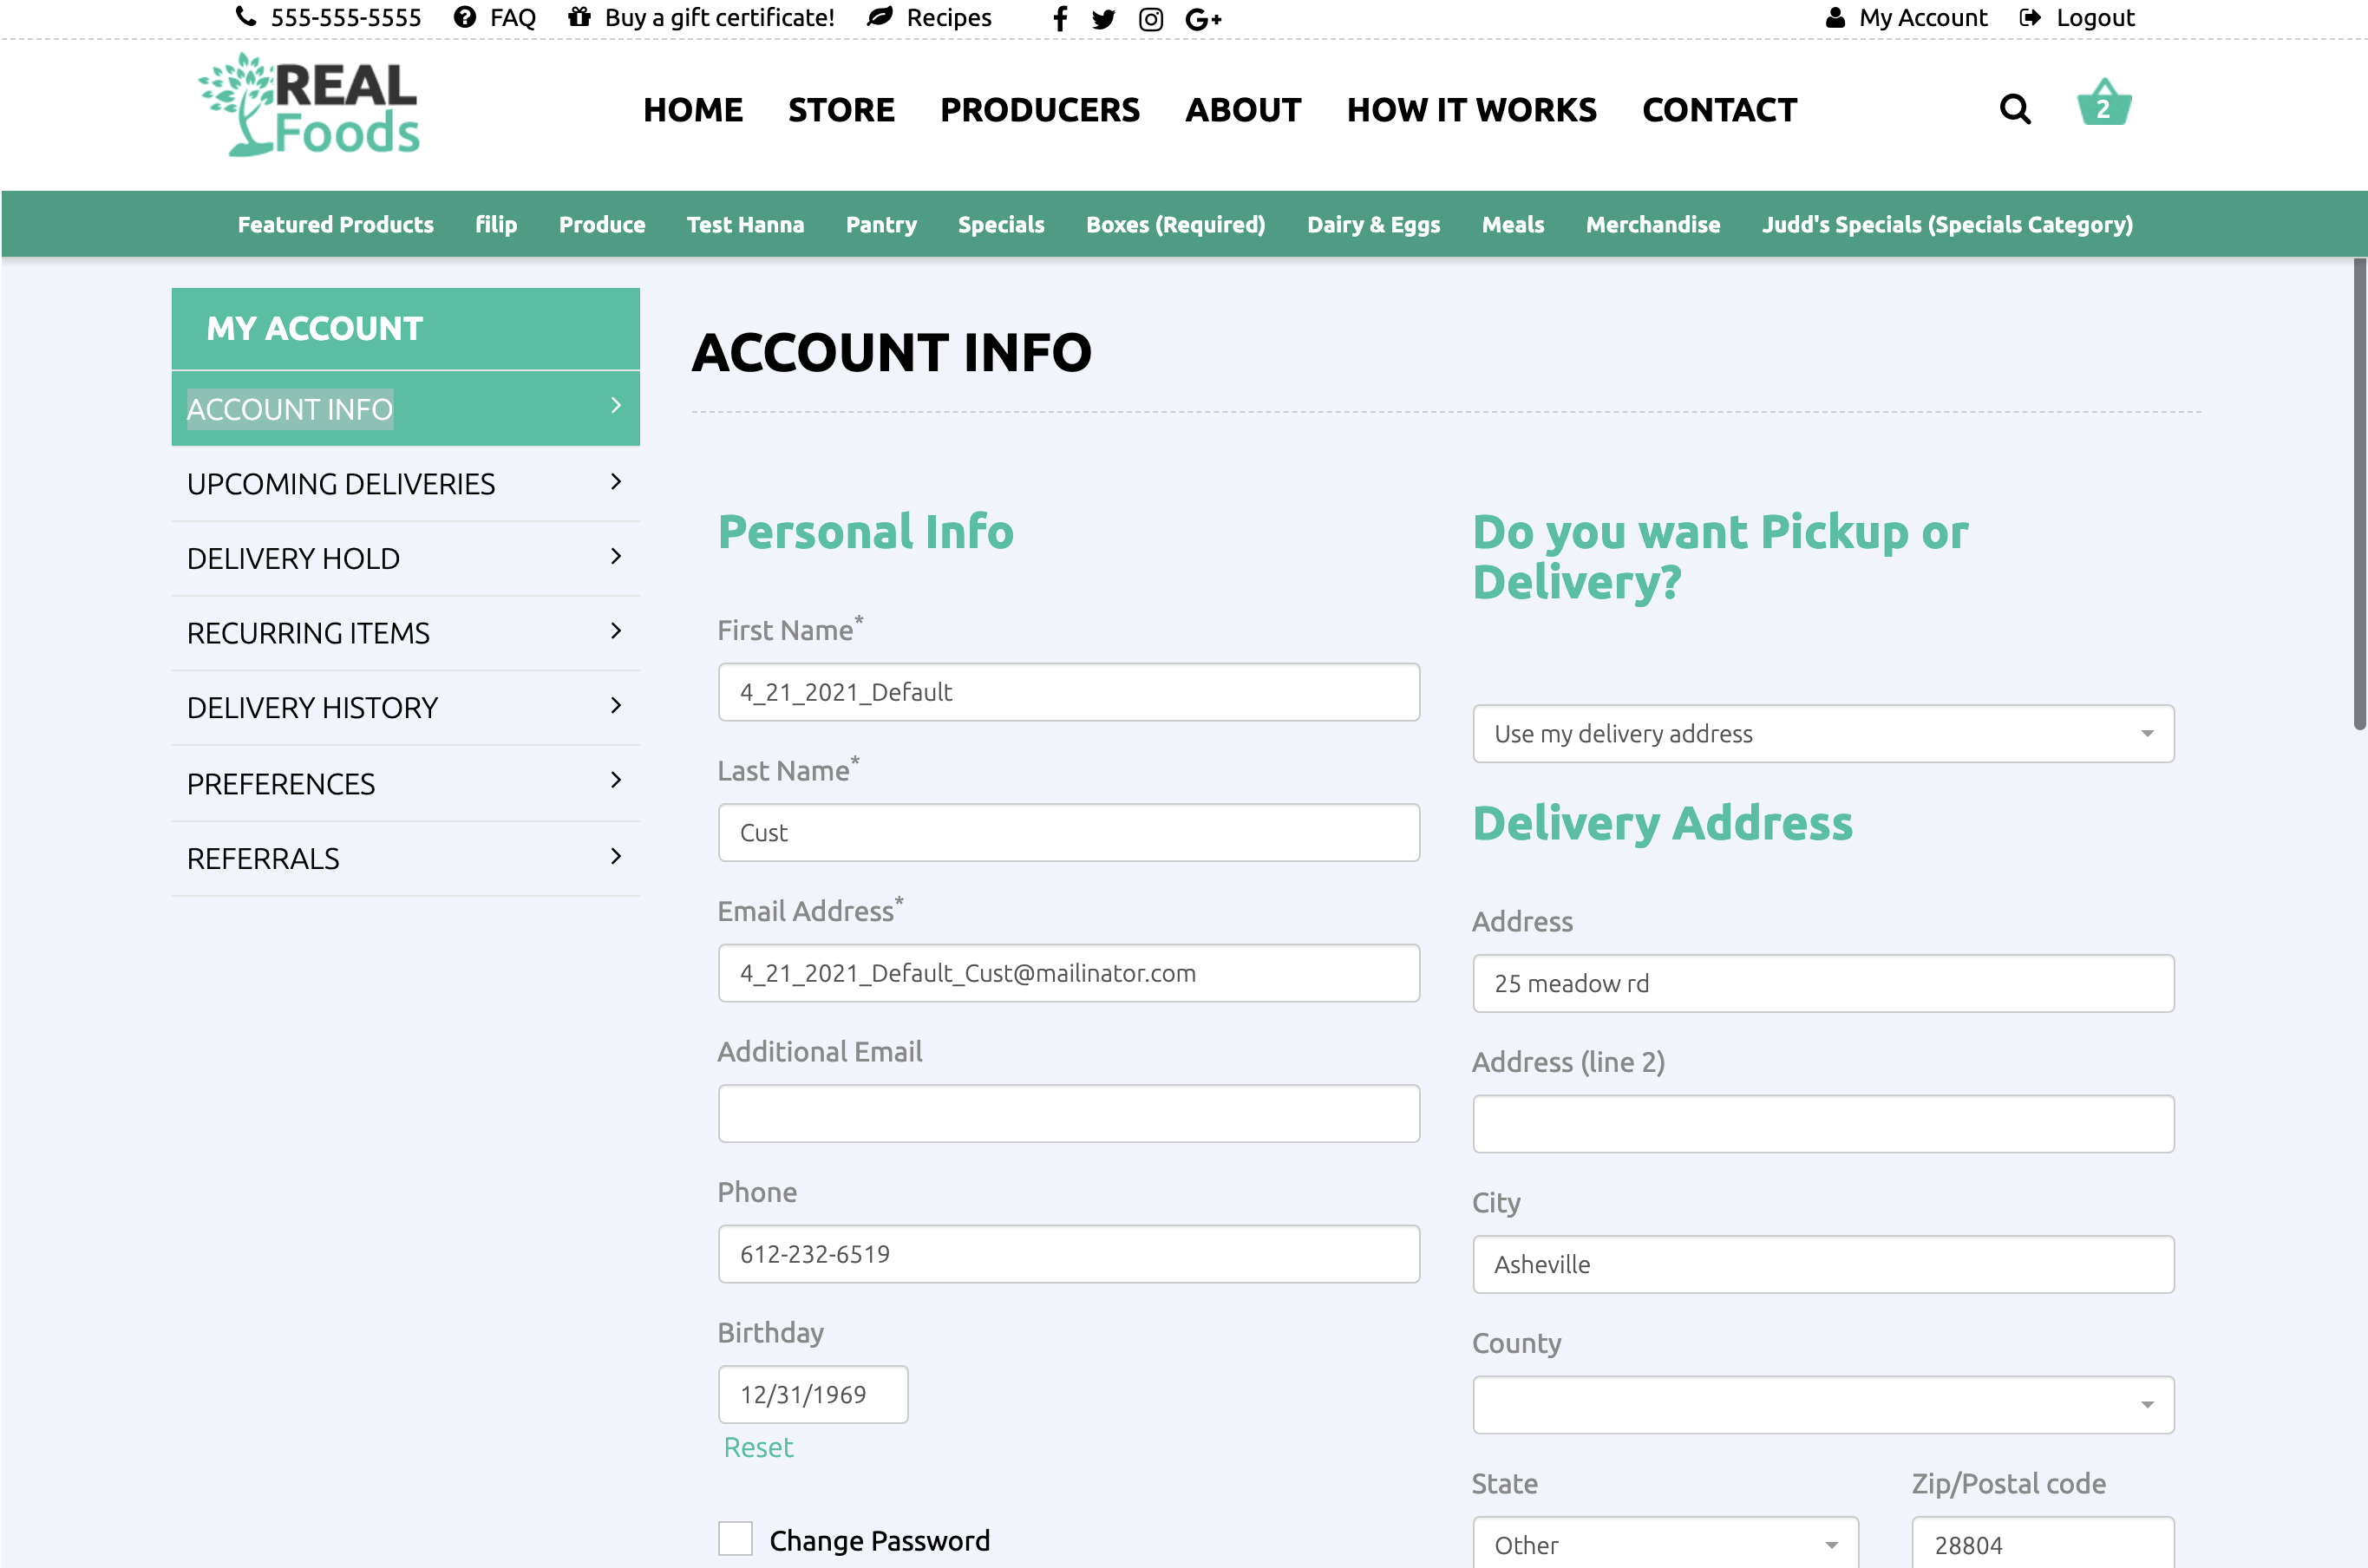 555-555-5555 FAQ Buy a gift certificate! Recipes My Account Logout
REAL
Foods
HOME STORE PRODUCERS ABOUT HOW IT WORKS CONTACT 2
Featured Products filip Produce Test Hanna Pantry Specials Boxes (Required) Dairy & Eggs Meals Merchandise Judd's Specials (Specials Category)
MY ACCOUNT
ACCOUNT INFO
UPCOMING DELIVERIES
DELIVERY HOLD
RECURRING ITEMS
DELIVERY HISTORY
PREFERENCES
REFERRALS
ACCOUNT INFO
Personal Info
First Name*
4_21_2021_Default
Last Name*
Cust
Email Address*
4_21_2021_Default_Cust@mailinator.com
Additional Email
Phone
612-232-6519
Birthday
12/31/1969
Reset
Change Password
Do you want Pickup or
Delivery?
Use my delivery address
Delivery Address
Address
25 meadow rd
Address (line 2)
City
Asheville
County
State Zip/Postal code
Other 28804